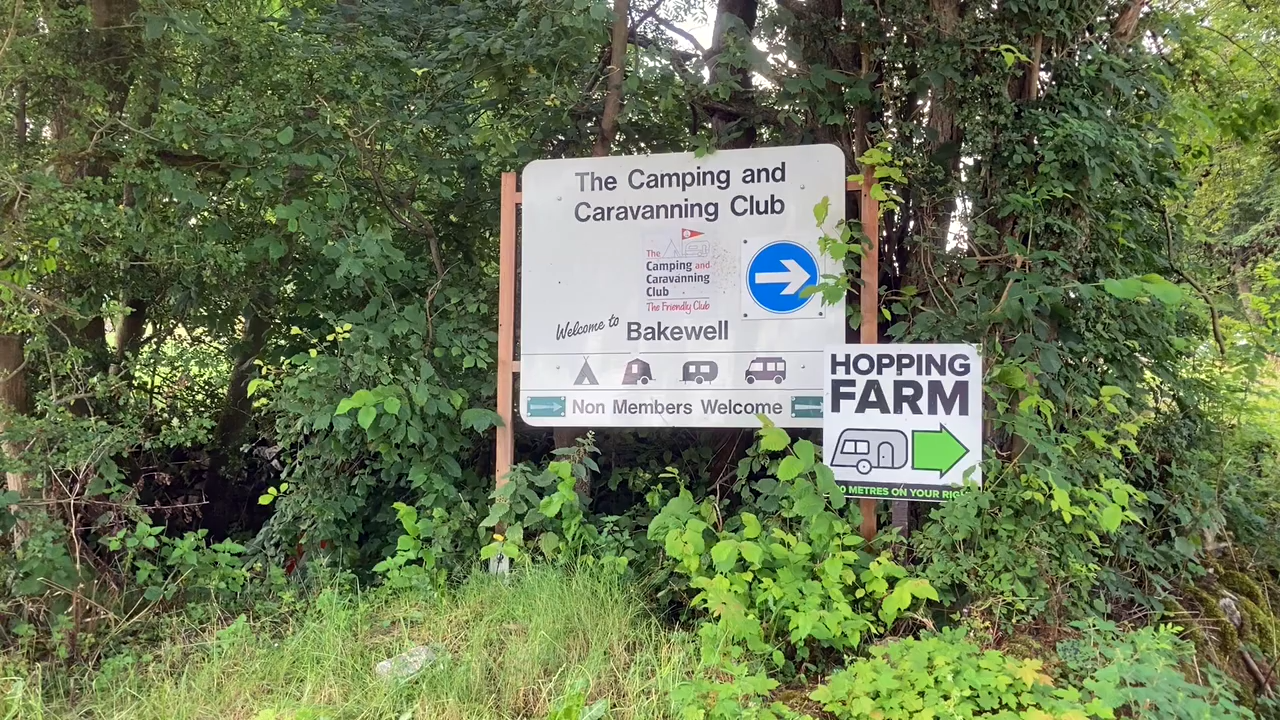 The Camping and
Caravanning Club
The
Camping and
Caravanning
Club
The Friendly Club
Welcome to Bakewell
Non Members Welcome
HOPPING
FARM
METRES ON YOUR